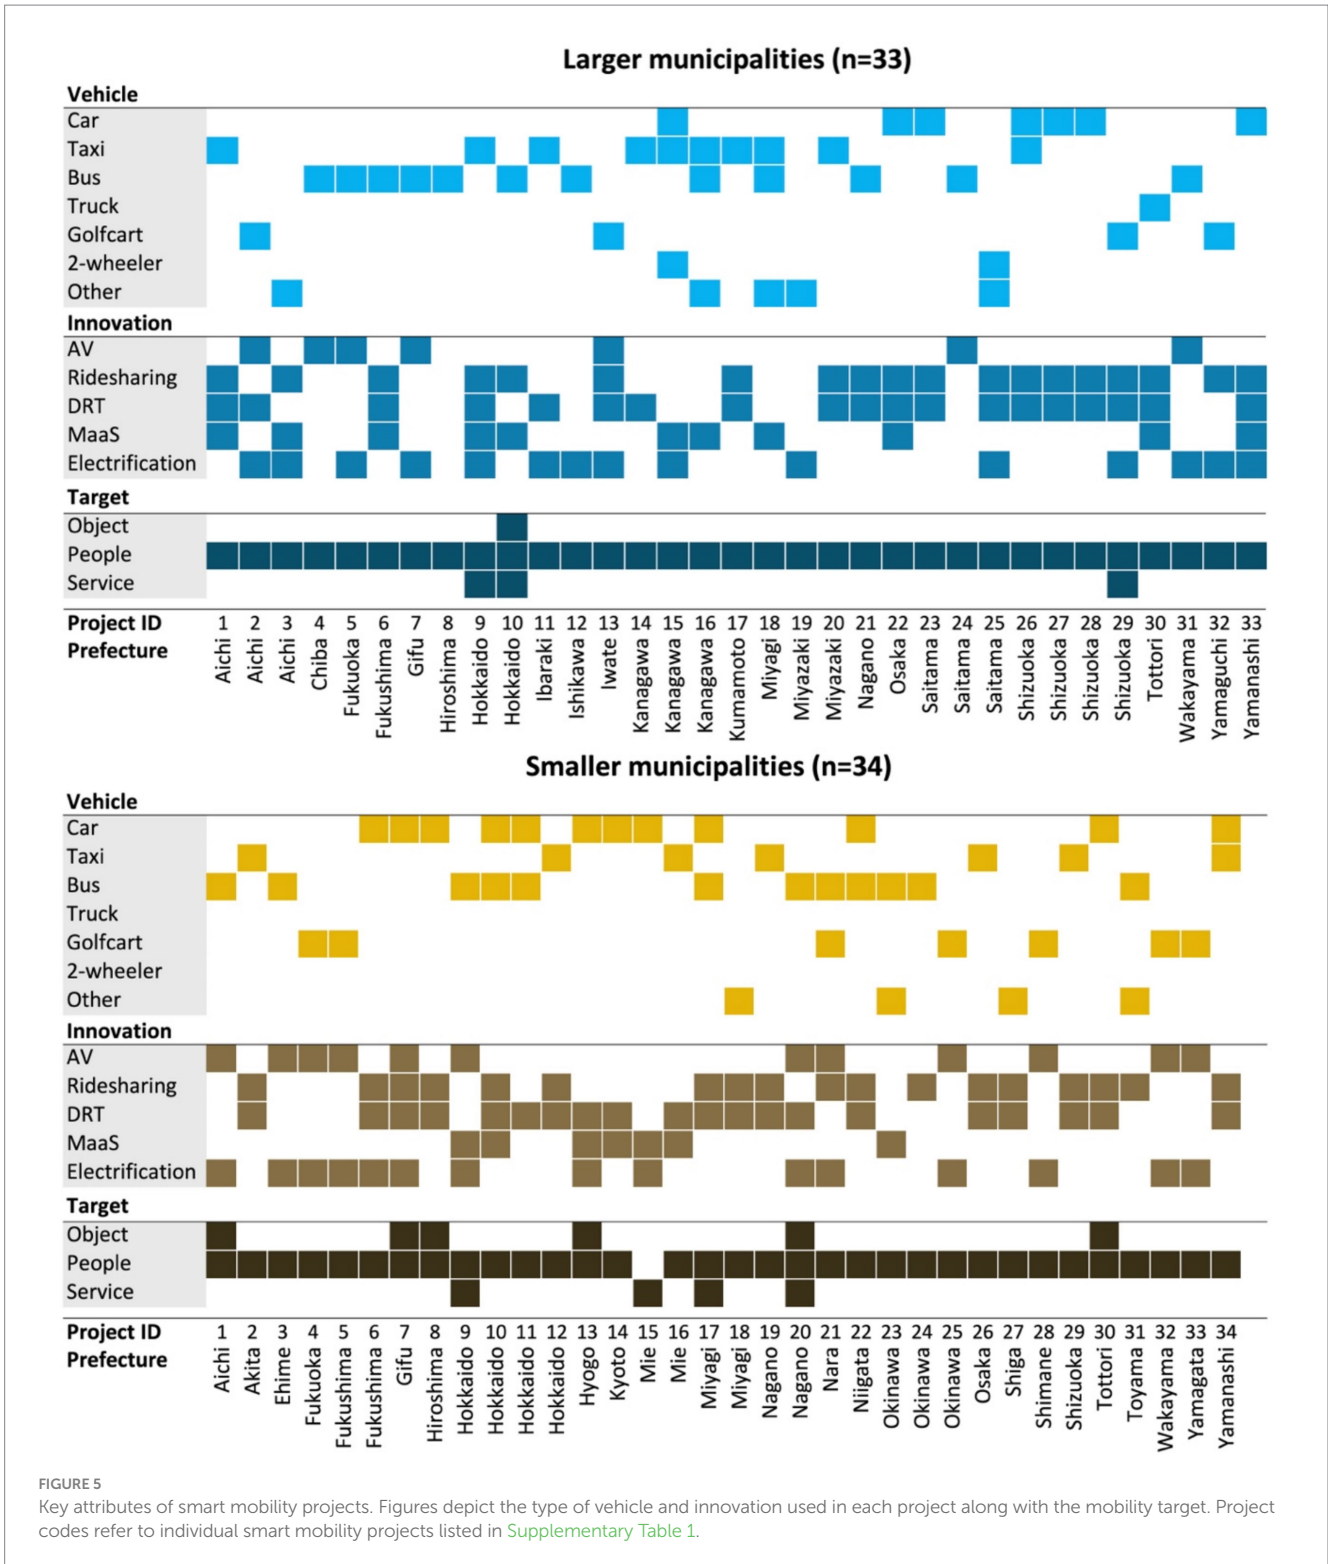 Larger municipalities (n=33)
Vehicle
Car
Taxi
Bus
Truck
Golfcart
2-wheeler
Other
Innovation
AV
Ridesharing
DRT
MaaS
Electrification
Target
Object
People
Service
Project ID 1 2 3 4 5 6 7 8 9 10 11 12 13 14 15 16 17 18 19 20 21 22 23 24 25 26 27 28 29 30 31 32 33
Prefecture Aichi Aichi Aichi Chiba Fukuoka Fukushima Gifu Hiroshima Hokkaido Hokkaido Ibaraki Ishikawa Iwate Kanagawa Kanagawa Kanagawa Kumamoto Miyagi Miyazaki Miyazaki Nagano Osaka Saitama Saitama Saitama Shizuoka Shizuoka Shizuoka Shizuoka Tottori Wakayama Yamaguchi Yamanashi
Smaller municipalities (n=34)
Vehicle
Car
Taxi
Bus
Truck
Golfcart
2-wheeler
Other
Innovation
AV
Ridesharing
DRT
MaaS
Electrification
Target
Object
People
Service
Project ID 1 2 3 4 5 6 7 8 9 10 11 12 13 14 15 16 17 18 19 20 21 22 23 24 25 26 27 28 29 30 31 32 33 34
Prefecture Aichi Akita Ehime Fukuoka Fukushima Fukushima Gifu Hiroshima Hokkaido Hokkaido Hokkaido Hokkaido Hyogo Kyoto Mie Mie Miyagi Miyagi Nagano Nagano Nara Niigata Okinawa Okinawa Okinawa Osaka Shiga Shimane Shizuoka Tottori Toyama Wakayama Yamagata Yamanashi
FIGURE 5
Key attributes of smart mobility projects. Figures depict the type of vehicle and innovation used in each project along with the mobility target. Project
codes refer to individual smart mobility projects listed in Supplementary Table 1.